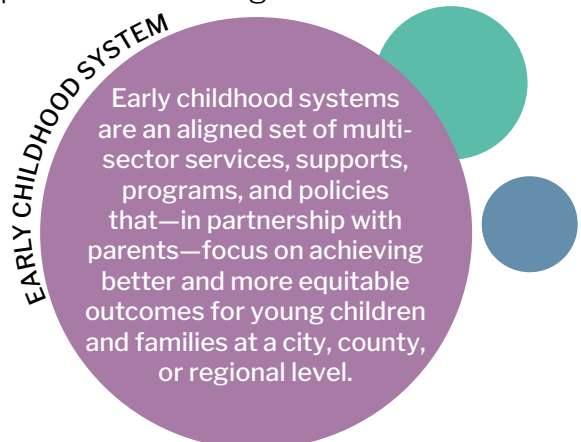 EARLY CHILDHOOD SYSTEM
Early childhood systems
are an aligned set of multi-
sector services, supports,
programs, and policies
that—in partnership with
parents—focus on achieving
better and more equitable
outcomes for young children
and families at a city, county,
or regional level.